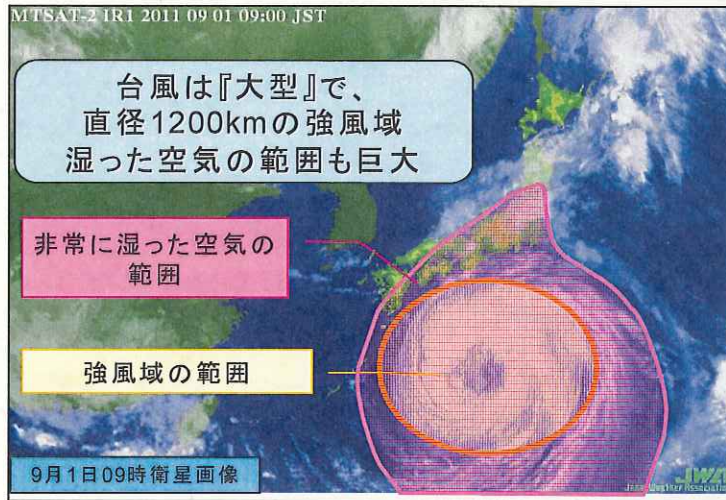 MTSAT-2 IR1 2011 09 01 09:00 JST
台風は『大型』で、
直径1200kmの強風域
湿った空気の範囲も巨大
非常に湿った空気の
範囲
強風域の範囲
9月1日09時衛星画像
JWA
Japan Weather Association